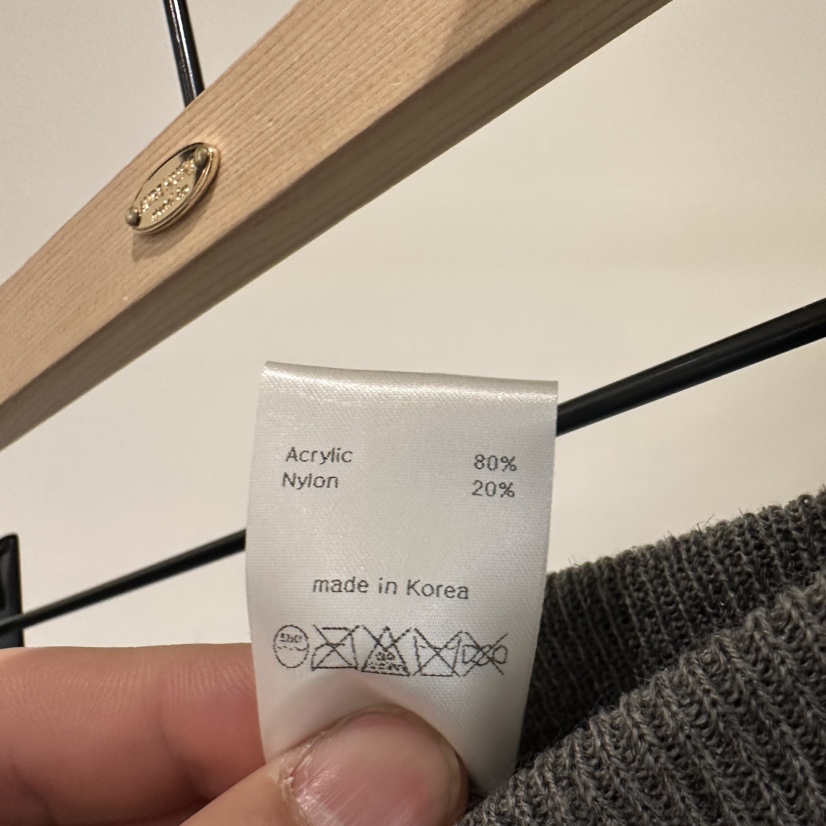 Acrylic 80%
Nylon 20%
made in Korea